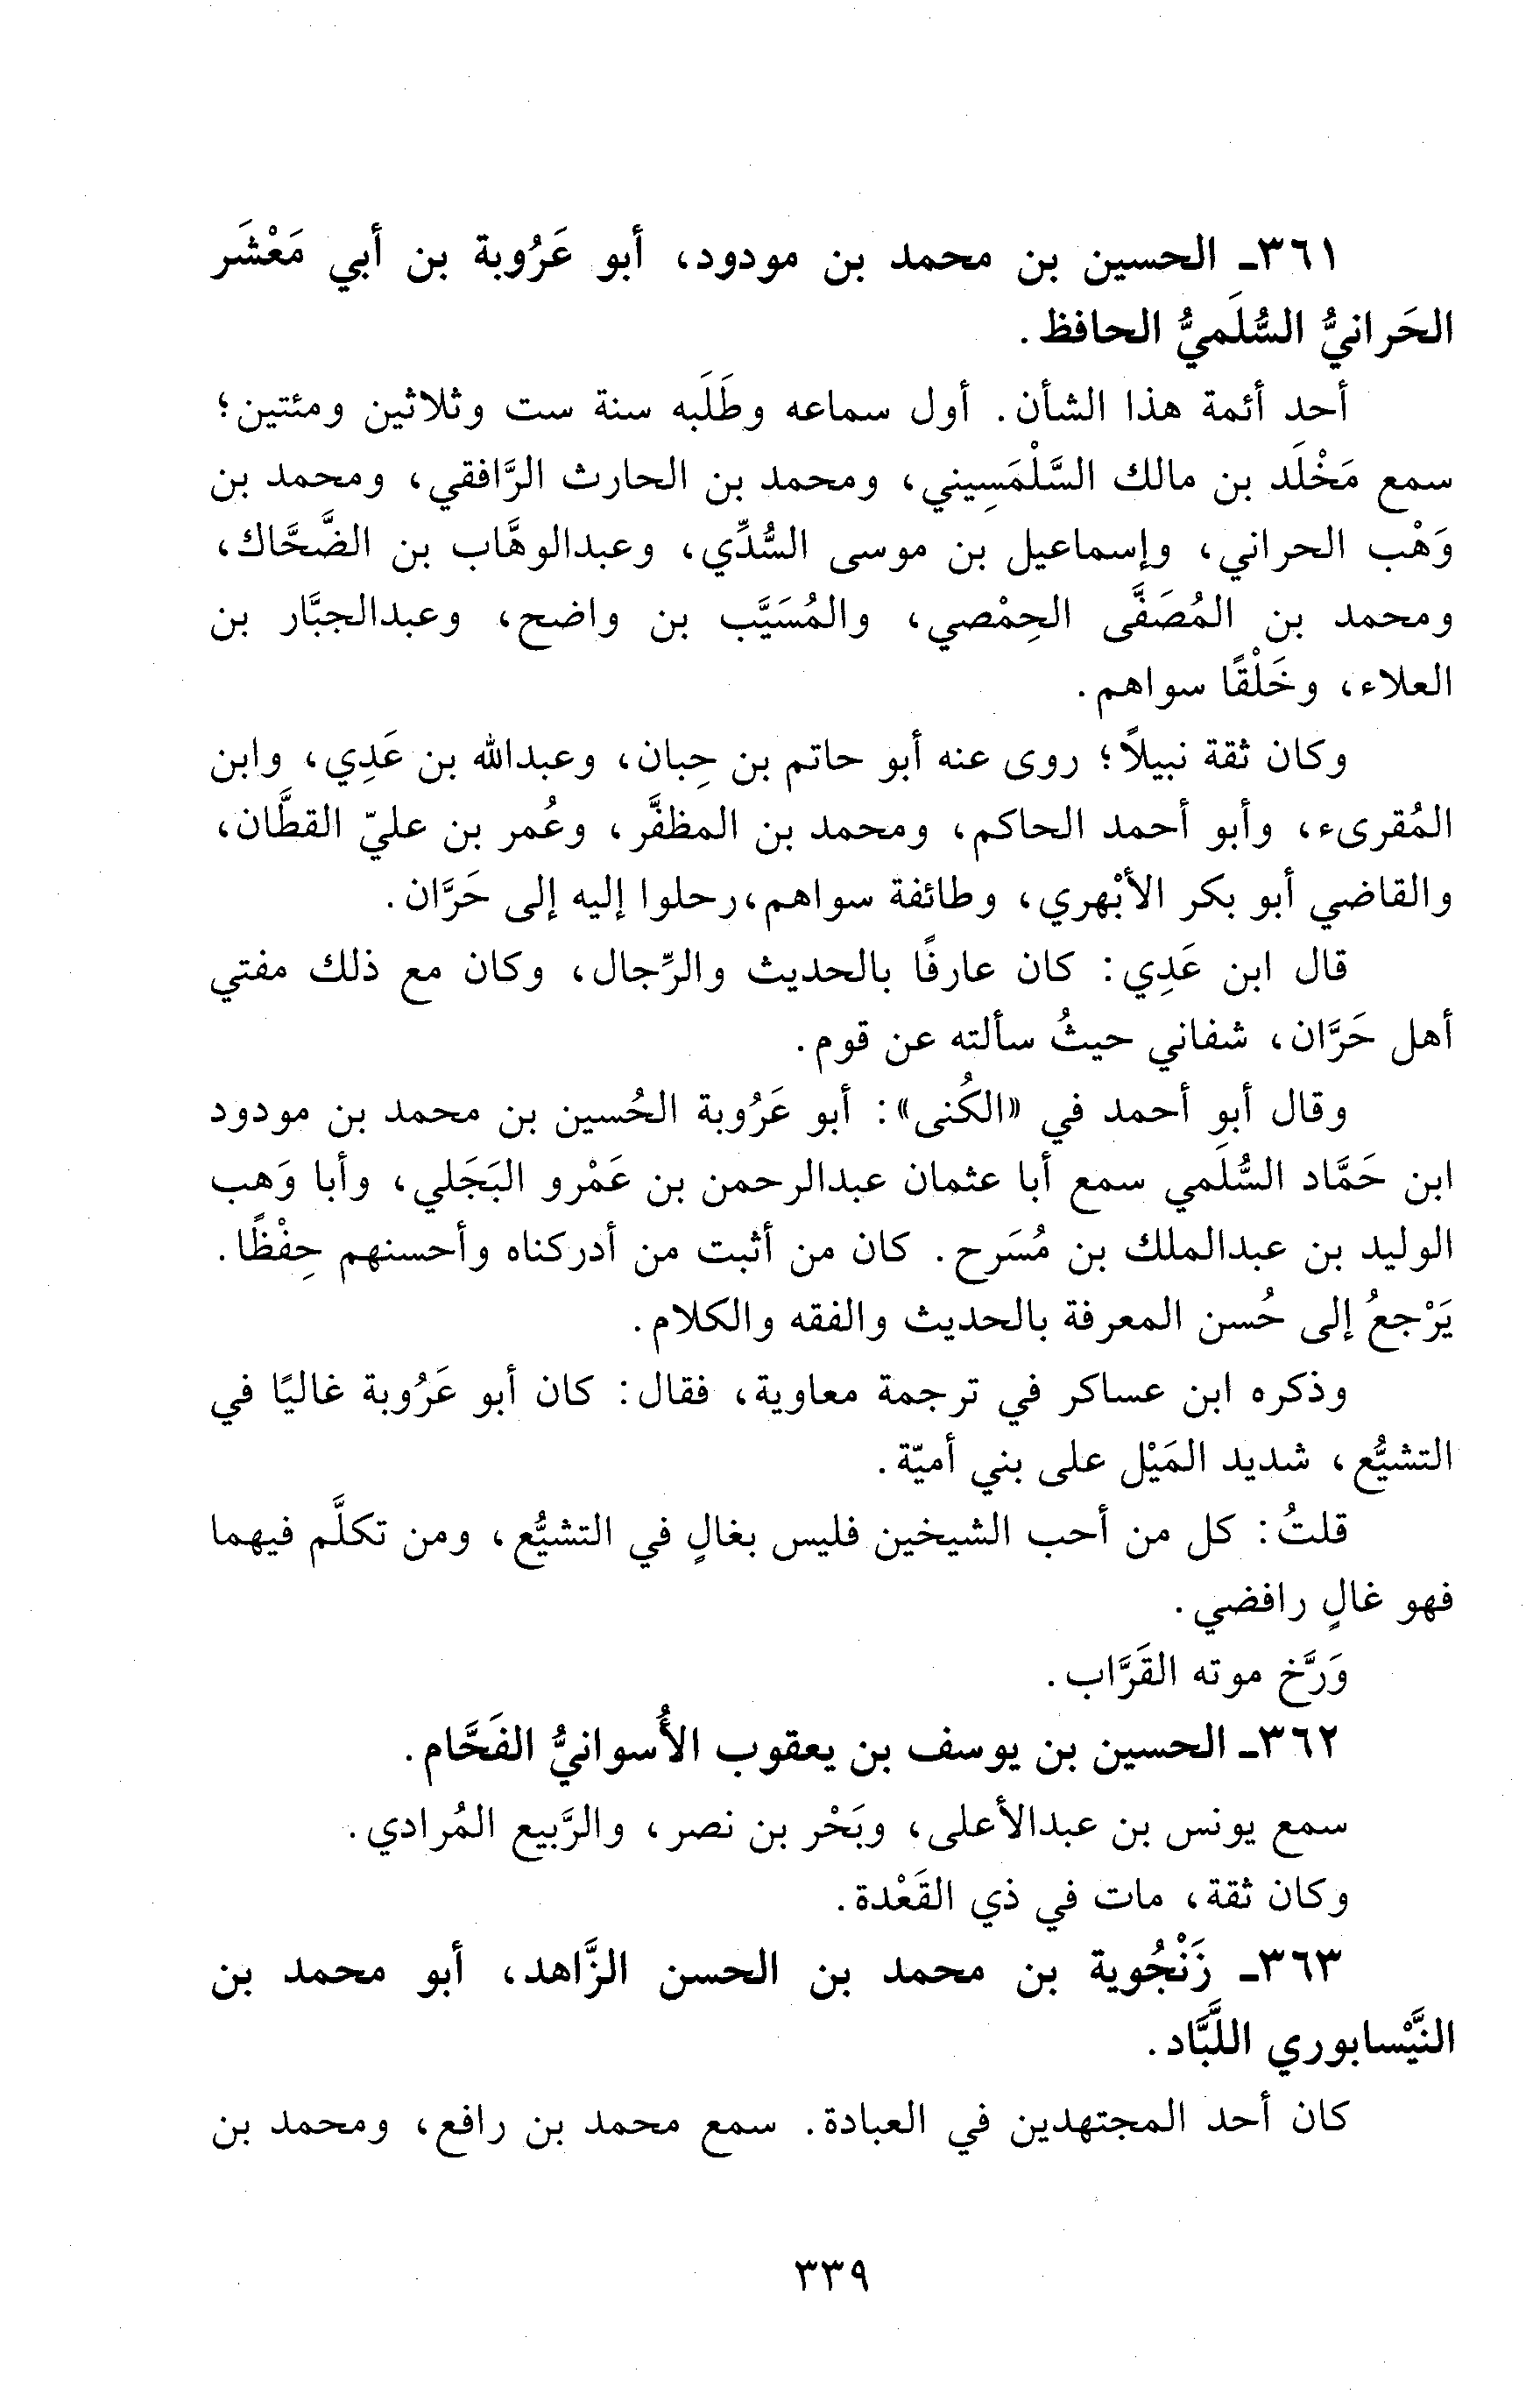 ٣٦١ـ الحسين بن محمد بن مودود، أبو عَرُوبة بن أبي مَعْشَر
الحَرانيُّ السُّلَميُّ الحافظ.
أحد أئمة هذا الشأن. أول سماعه وطَلَبه سنة ست وثلاثين ومئتين؛
سمع مَخْلَد بن مالك السَّلْمَسِيني، ومحمد بن الحارث الرَّافقي، ومحمد بن
وَهْب الحراني، وإسماعيل بن موسى السُّدِّي، وعبدالوهَّاب بن الضَّحَّاك،
ومحمد بن المُصَفَّى الحِمْصي، والمُسَيَّب بن واضح، وعبدالجبَّار بن
العلاء، وخَلْقًا سواهم.
وكان ثقة نبيلاً؛ روى عنه أبو حاتم بن حِبان، وعبدالله بن عَدِي، وابن
المُقرىء، وأبو أحمد الحاكم، ومحمد بن المظفَّر، وعُمر بن عليّ القطَّان،
والقاضي أبو بكر الأبْهري، وطائفة سواهم،رحلوا إليه إلى حَرَّان.
قال ابن عَدِي: كان عارفًا بالحديث والرِّجال، وكان مع ذلك مفتي
أهل حَرَّان، شفاني حيثُ سألته عن قوم.
وقال أبو أحمد في «الكُنى»: أبو عَرُوبة الحُسين بن محمد بن مودود
ابن حَمَّاد السُّلَمي سمع أبا عثمان عبدالرحمن بن عَمْرو البَجَلي، وأبا وَهب
الوليد بن عبدالملك بن مُسَرح. كان من أثبت من أدركناه وأحسنهم حِفْظًا.
يَرْجعُ إلى حُسن المعرفة بالحديث والفقه والكلام.
وذكره ابن عساكر في ترجمة معاوية، فقال: كان أبو عَرُوبة غاليًا في
التشيُّع، شديد المَيْل على بني أميّة.
قلتُ: كل من أحب الشيخين فليس بغالٍ في التشيُّع، ومن تكلَّم فيهما
فهو غالٍ رافضي.
وَرَّخ موته القَرَّاب.
٣٦٢ـ الحسين بن يوسف بن يعقوب الأُسوانيُّ الفَحَّام.
سمع يونس بن عبدالأعلى، وبَحْر بن نصر، والرَّبيع المُرادي.
وكان ثقة، مات في ذي القَعْدة.
٣٦٣ـ زَنْجُوية بن محمد بن الحسن الزَّاهد، أبو محمد بن
النَّيْسابوري اللَّبَّاد.
كان أحد المجتهدين في العبادة. سمع محمد بن رافع، ومحمد بن
٣٣٩